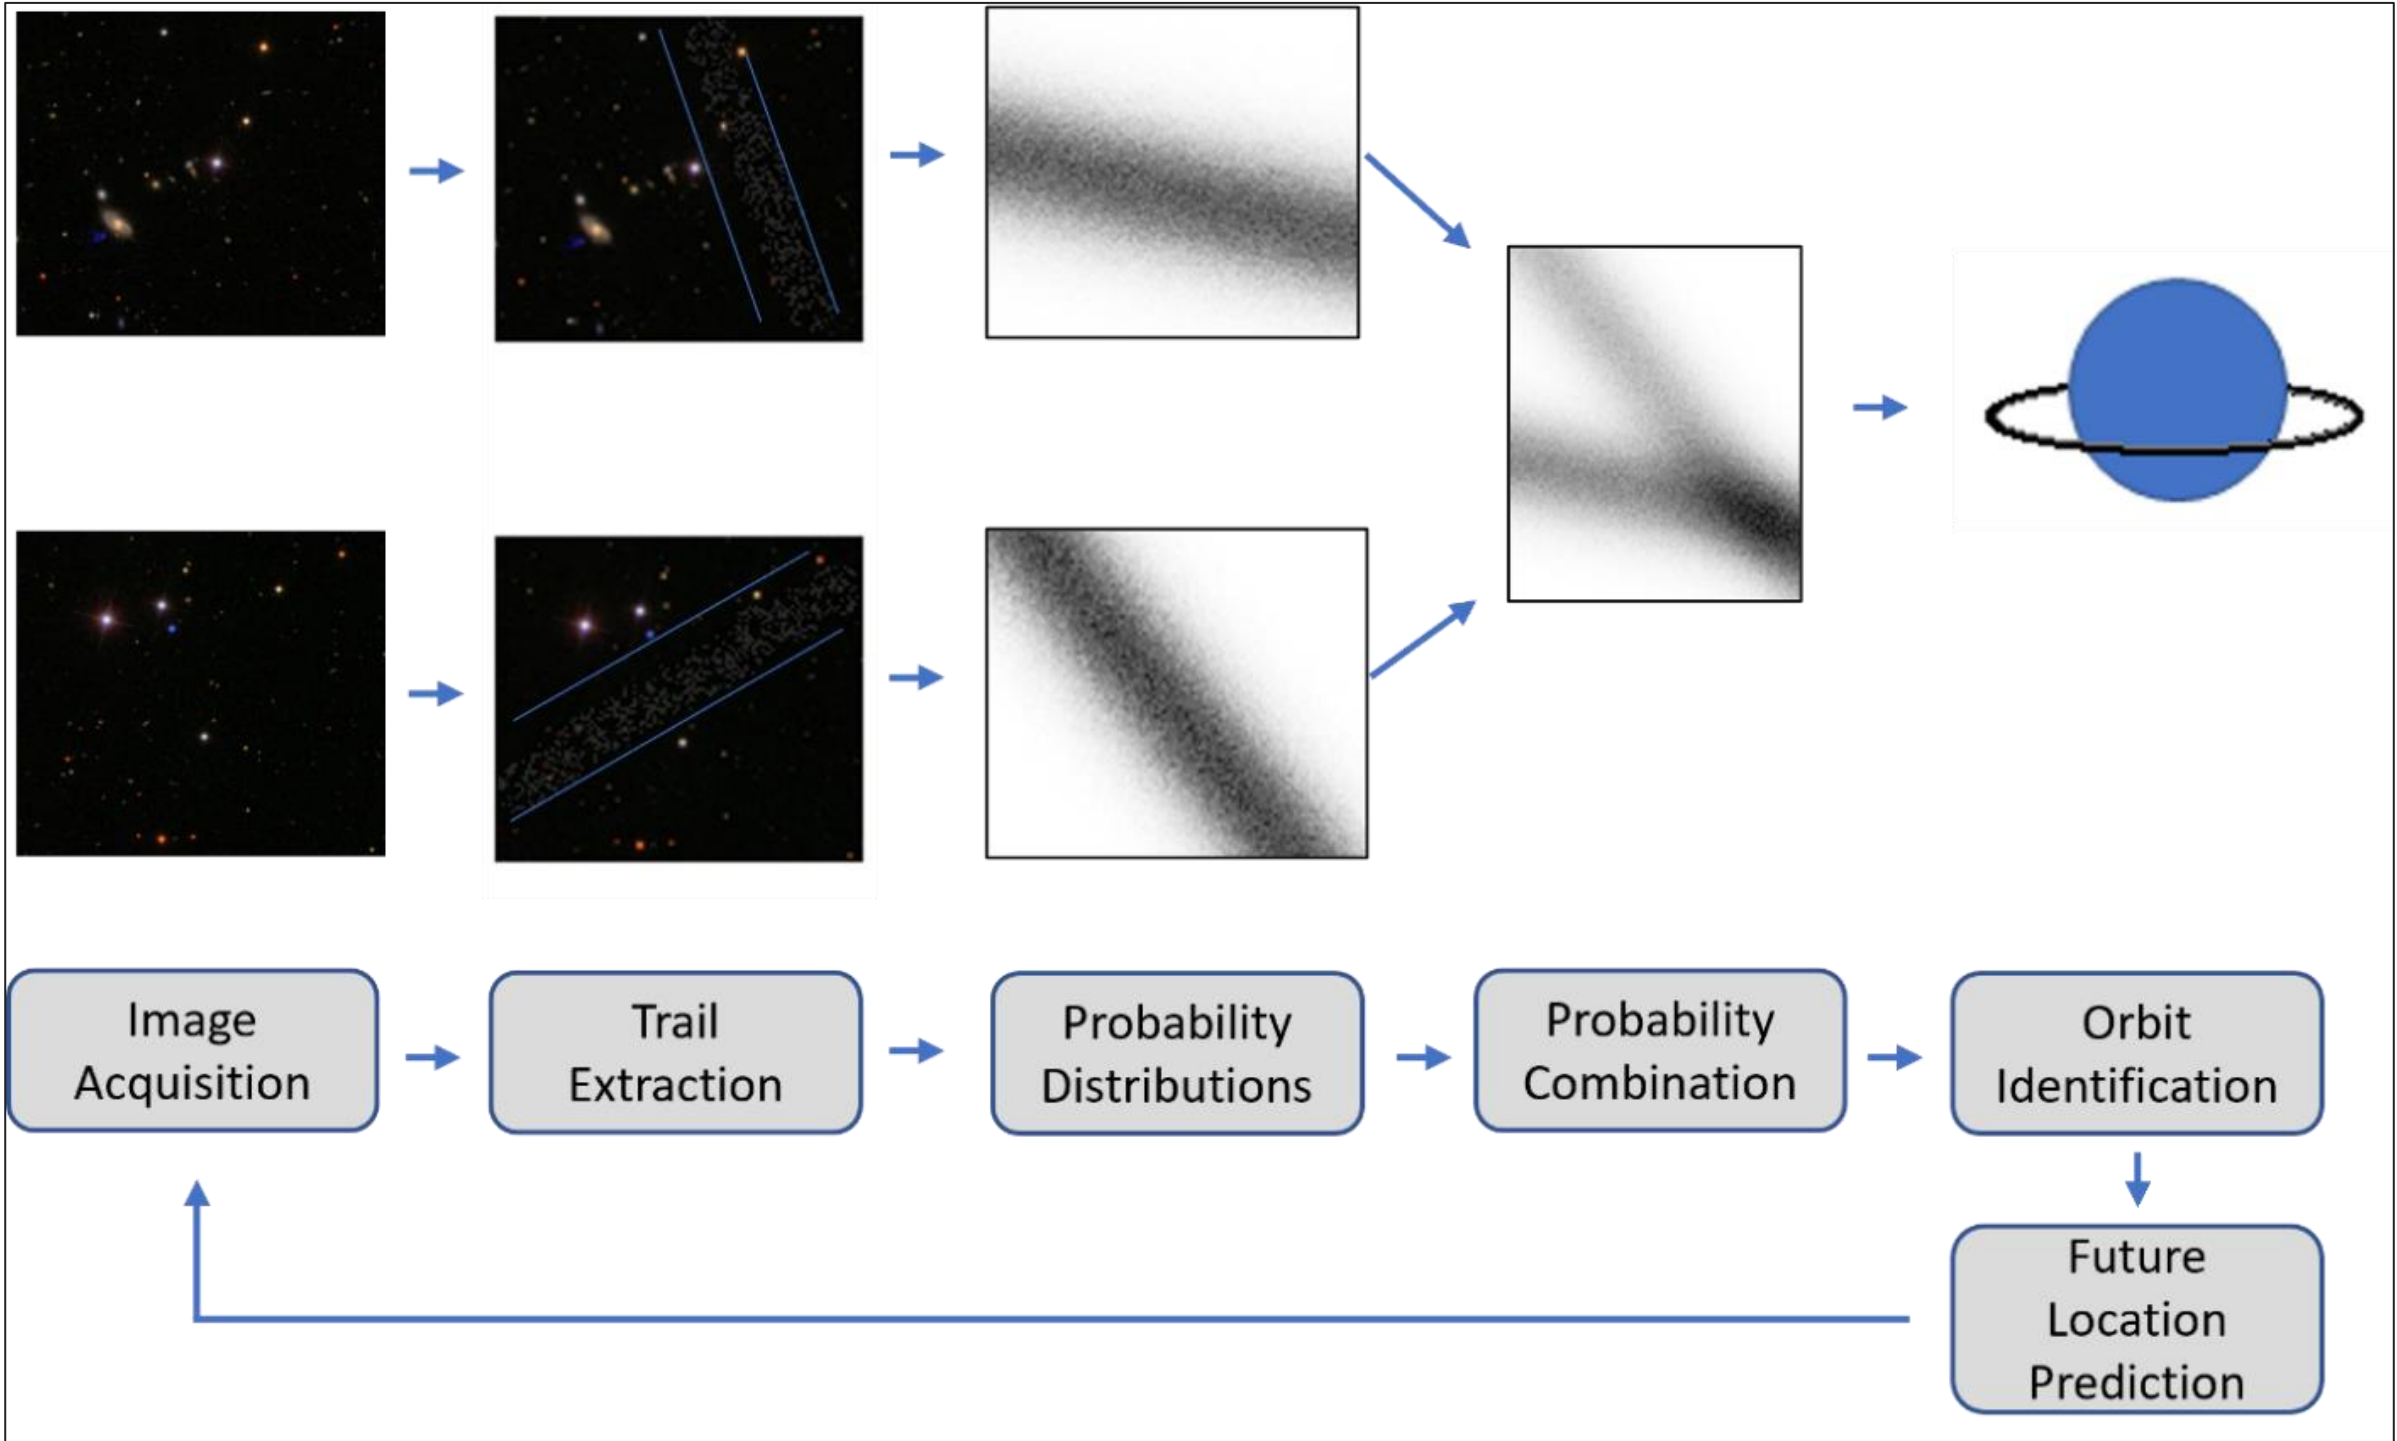 Image
Acquisition
Trail
Extraction
Probability
Distributions
Probability
Combination
Orbit
Identification
Future
Location
Prediction